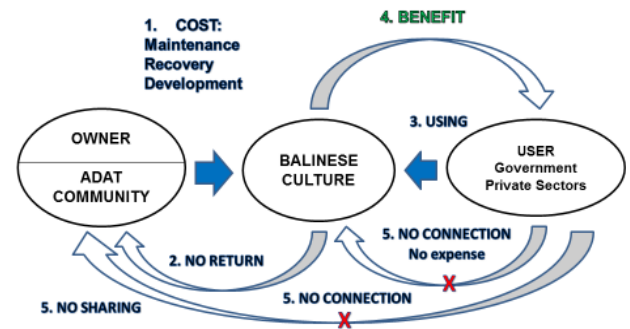 4. BENEFIT
1. COST:
Maintenance
Recovery
Development
3. USING
OWNER
ADAT
COMMUNITY
BALINESE
CULTURE
USER
Government
Private Sectors
5. NO CONNECTION
No expense
2. NO RETURN
5. NO SHARING
5. NO CONNECTION
X
X